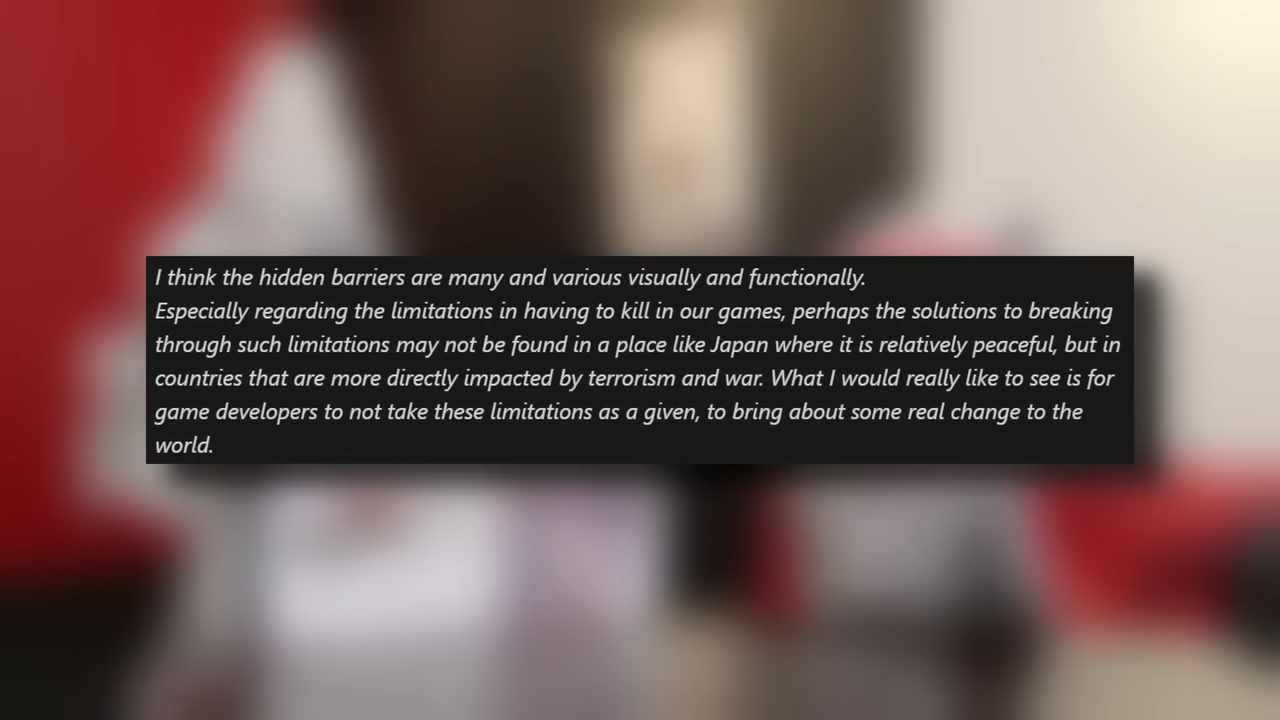 I think the hidden barriers are many and various visually and functionally.
Especially regarding the limitations in having to kill in our games, perhaps the solutions to breaking
through such limitations may not be found in a place like Japan where it is relatively peaceful, but in
countries that are more directly impacted by terrorism and war. What I would really like to see is for
game developers to not take these limitations as a given, to bring about some real change to the
world.